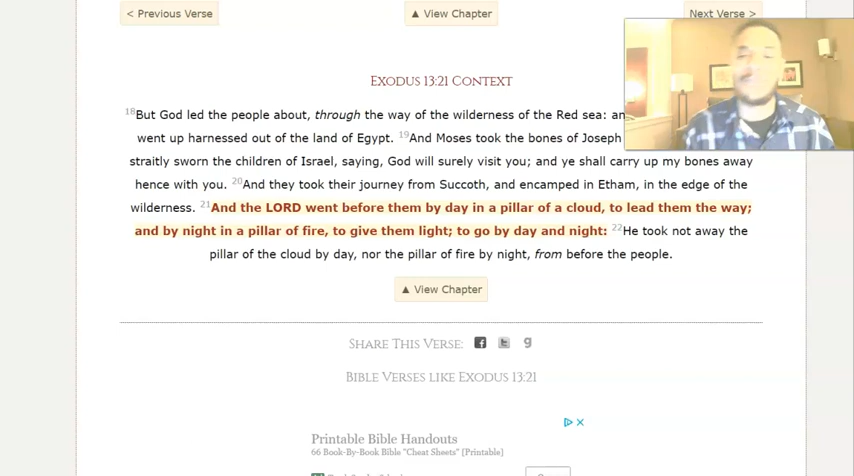 < Previous Verse
▲ View Chapter
Next Verse >
Exodus 13:21 Context
18But God led the people about, through the way of the wilderness of the Red sea: an
went up harnessed out of the land of Egypt. 19And Moses took the bones of Joseph
straitly sworn the children of Israel, saying, God will surely visit you; and ye shall carry up my bones away
hence with you. 20And they took their journey from Succoth, and encamped in Etham, in the edge of the
wilderness. 21And the LORD went before them by day in a pillar of a cloud, to lead them the way;
and by night in a pillar of fire, to give them light; to go by day and night: 22He took not away the
pillar of the cloud by day, nor the pillar of fire by night, from before the people.
▲ View Chapter
Share This Verse:
Bible Verses Like Exodus 13:21
Printable Bible Handouts
66 Book-By-Book Bible "Cheat Sheets" [Printable]